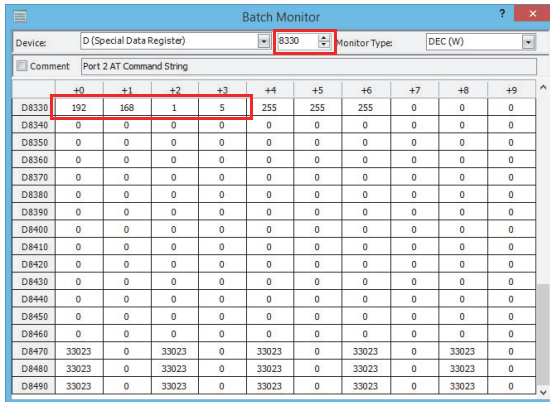 Batch Monitor ?
Device: D (Special Data Register) 8330 Monitor Type: DEC (W)
Comment Port 2 AT Command String
+0 +1 +2 +3 +4 +5 +6 +7 +8 +9
D8330 192 168 1 5 255 255 255 0 0 0
D8340 0 0 0 0 0 0 0 0 0 0
D8350 0 0 0 0 0 0 0 0 0 0
D8360 0 0 0 0 0 0 0 0 0 0
D8370 0 0 0 0 0 0 0 0 0 0
D8380 0 0 0 0 0 0 0 0 0 0
D8390 0 0 0 0 0 0 0 0 0 0
D8400 0 0 0 0 0 0 0 0 0 0
D8410 0 0 0 0 0 0 0 0 0 0
D8420 0 0 0 0 0 0 0 0 0 0
D8430 0 0 0 0 0 0 0 0 0 0
D8440 0 0 0 0 0 0 0 0 0 0
D8450 0 0 0 0 0 0 0 0 0 0
D8460 0 0 0 0 0 0 0 0 0 0
D8470 33023 0 33023 0 33023 0 33023 0 33023 0
D8480 33023 0 33023 0 33023 0 33023 0 33023 0
D8490 33023 0 33023 0 33023 0 33023 0 33023 0